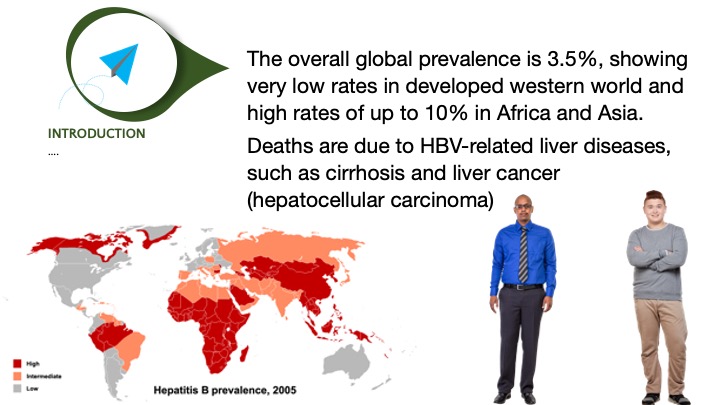 The overall global prevalence is 3.5%, showing
very low rates in developed western world and
high rates of up to 10% in Africa and Asia.
Deaths are due to HBV-related liver diseases,
such as cirrhosis and liver cancer
(hepatocellular carcinoma)
INTRODUCTION
....
High
Intermediate
Low
Hepatitis B prevalence, 2005